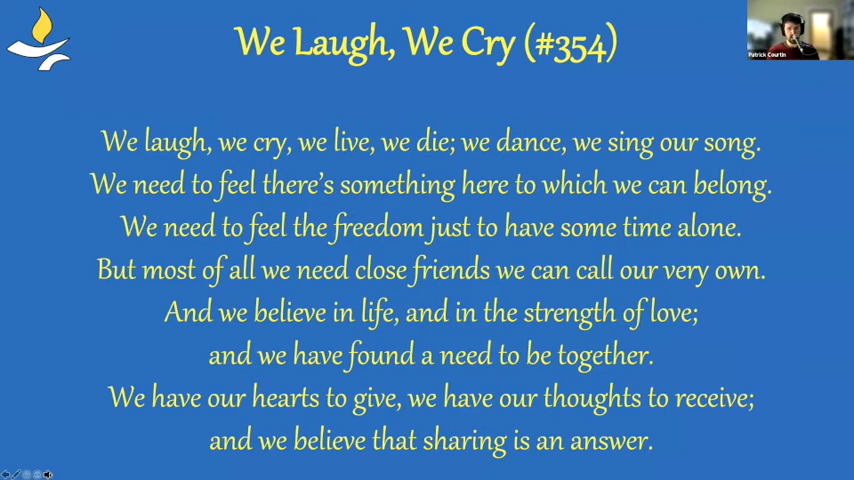 We Laugh, We Cry (#354)
Patrick Courtin
We laugh, we cry, we live, we die; we dance, we sing our song.
We need to feel there's something here to which we can belong.
We need to feel the freedom just to have some time alone.
But most of all we need close friends we can call our very own.
And we believe in life, and in the strength of love;
and we have found a need to be together.
We have our hearts to give, we have our thoughts to receive;
and we believe that sharing is an answer.